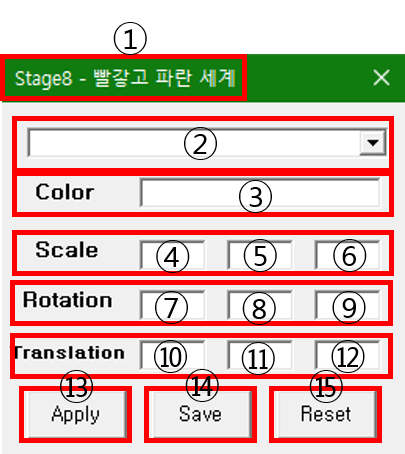 ①
Stage8 - 빨갛고 파란 세계
②
Color ③
Scale ④ ⑤ ⑥
Rotation ⑦ ⑧ ⑨
Translation ⑩ ⑪ ⑫
⑬ ⑭ ⑮
Apply Save Reset